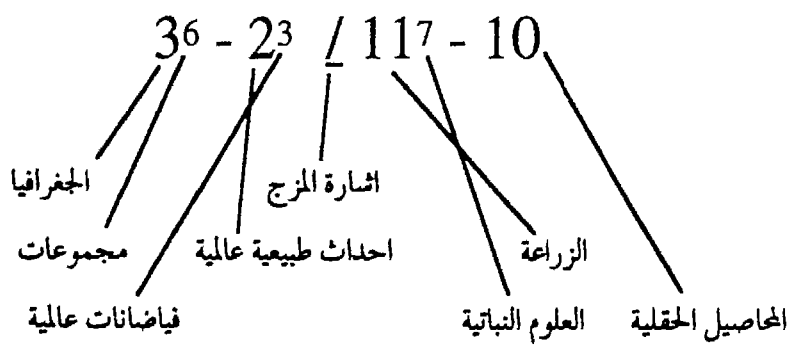 3⁶ - 2³ / 11⁷ - 10
الجغرافيا اشارة المزج
مجموعات احداث طبيعية عالمية الزراعة
فياضانات عالمية العلوم النباتية المحاصيل الحقلية